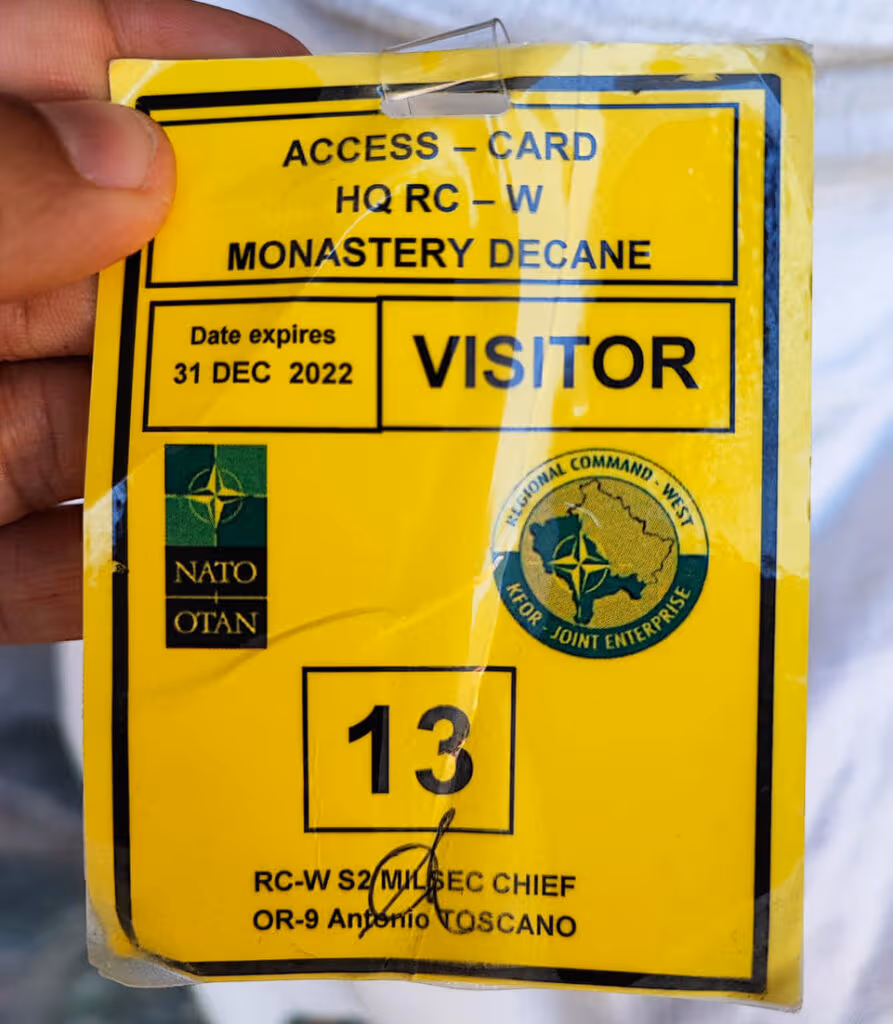 ACCESS – CARD
HQ RC – W
MONASTERY DECANE
Date expires
31 DEC 2022
VISITOR
NATO
OTAN
REGIONAL COMMAND - WEST
KFOR - JOINT ENTERPRISE
13
RC-W S2 MILSEC CHIEF
OR-9 Antonio TOSCANO